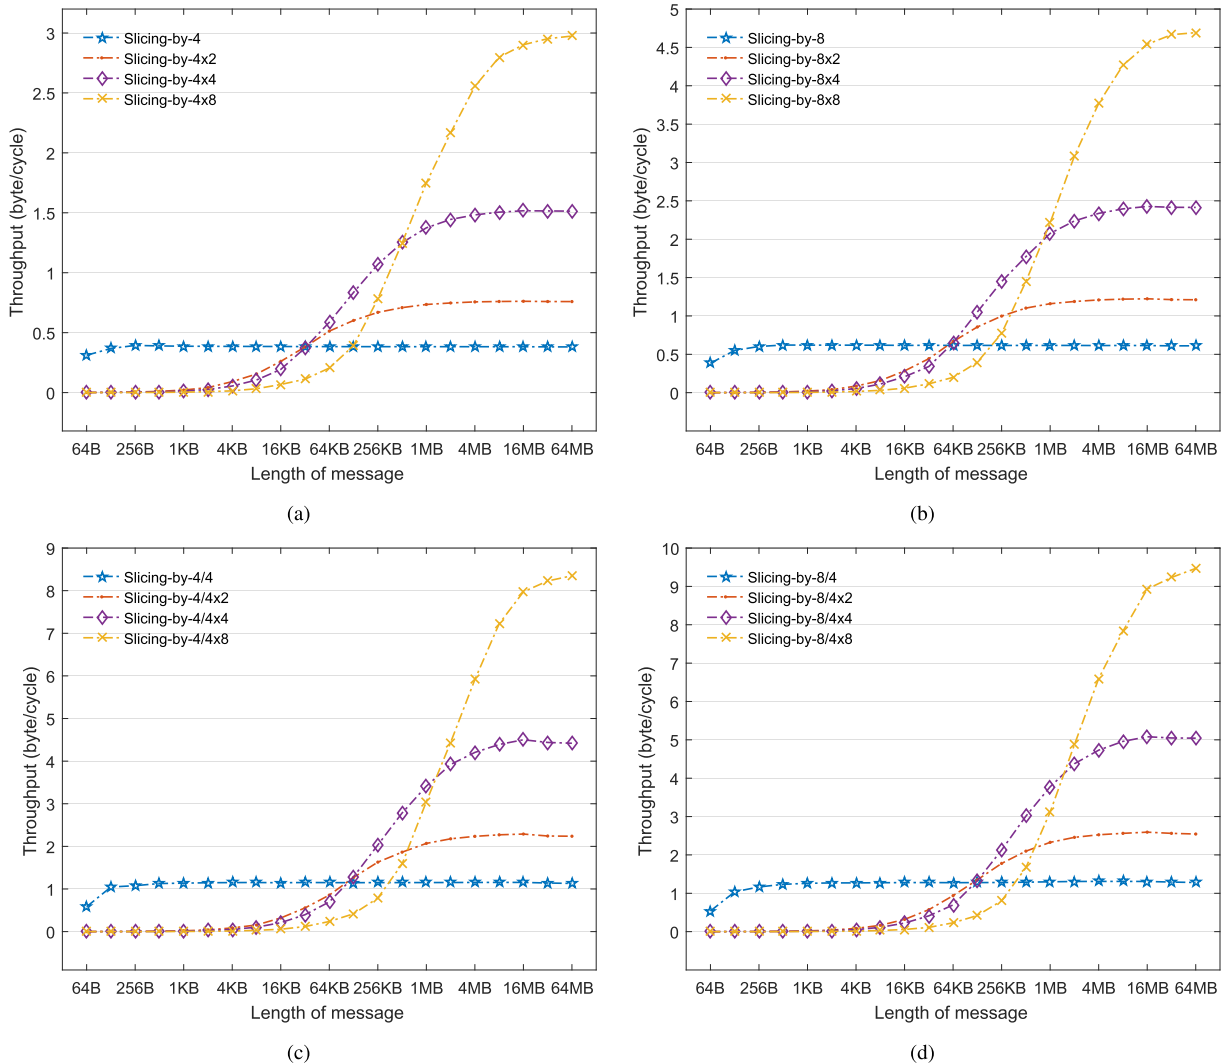 Slicing-by-4
Slicing-by-4x2
Slicing-by-4x4
Slicing-by-4x8
Throughput (byte/cycle)
3
2.5
2
1.5
1
0.5
0
64B 256B 1KB 4KB 16KB 64KB 256KB 1MB 4MB 16MB 64MB
Length of message
(a)
Slicing-by-8
Slicing-by-8x2
Slicing-by-8x4
Slicing-by-8x8
Throughput (byte/cycle)
5
4.5
4
3.5
3
2.5
2
1.5
1
0.5
0
64B 256B 1KB 4KB 16KB 64KB 256KB 1MB 4MB 16MB 64MB
Length of message
(b)
Slicing-by-4/4
Slicing-by-4/4x2
Slicing-by-4/4x4
Slicing-by-4/4x8
Throughput (byte/cycle)
9
8
7
6
5
4
3
2
1
0
64B 256B 1KB 4KB 16KB 64KB 256KB 1MB 4MB 16MB 64MB
Length of message
(c)
Slicing-by-8/4
Slicing-by-8/4x2
Slicing-by-8/4x4
Slicing-by-8/4x8
Throughput (byte/cycle)
10
9
8
7
6
5
4
3
2
1
0
64B 256B 1KB 4KB 16KB 64KB 256KB 1MB 4MB 16MB 64MB
Length of message
(d)